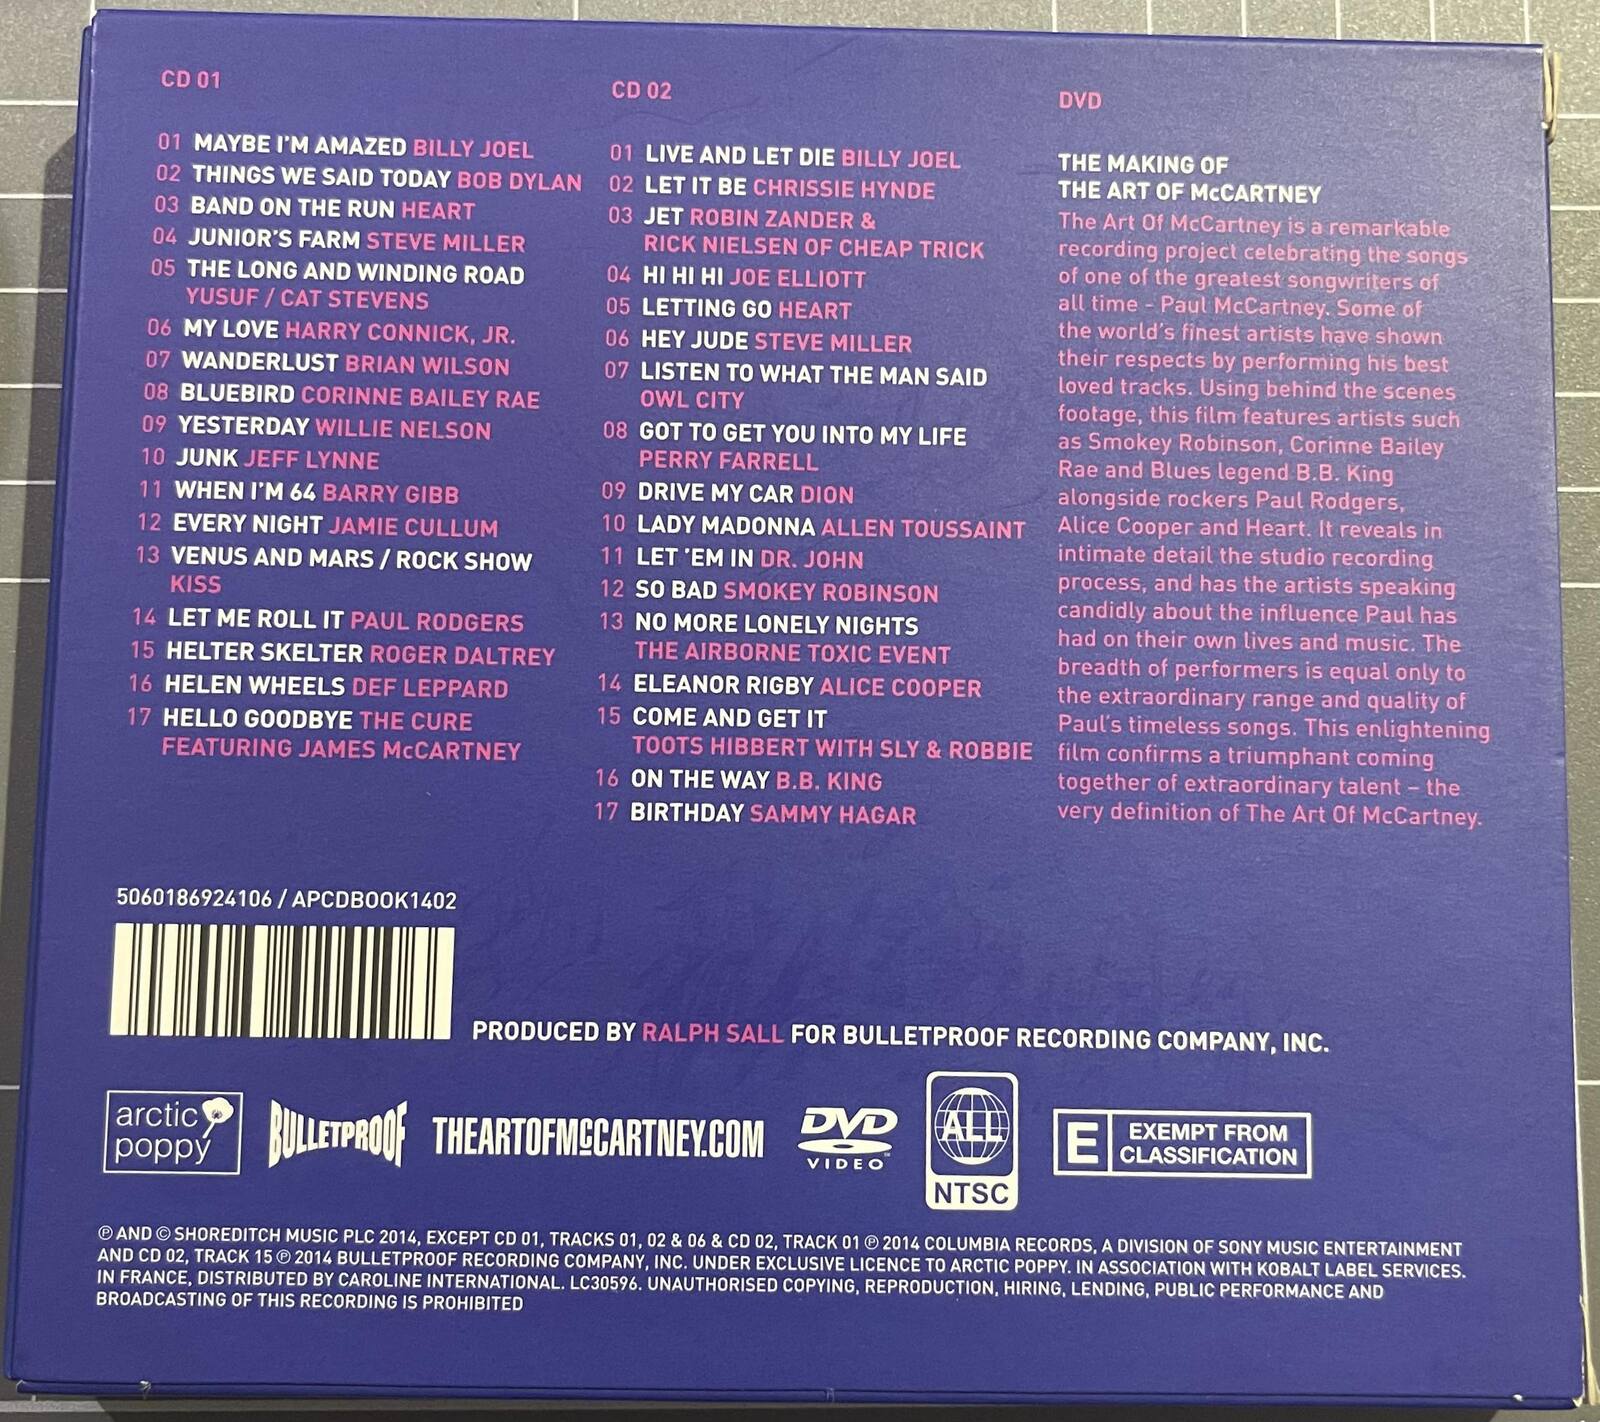 CD 01
01 MAYBE I'M AMAZED BILLY JOEL
02 THINGS WE SAID TODAY BOB DYLAN
03 BAND ON THE RUN HEART
04 JUNIOR'S FARM STEVE MILLER
05 THE LONG AND WINDING ROAD
YUSUF / CAT STEVENS
06 MY LOVE HARRY CONNICK, JR.
07 WANDERLUST BRIAN WILSON
08 BLUEBIRD CORINNE BAILEY RAE
09 YESTERDAY WILLIE NELSON
10 JUNK JEFF LYNNE
11 WHEN I'M 64 BARRY GIBB
12 EVERY NIGHT JAMIE CULLUM
13 VENUS AND MARS / ROCK SHOW
KISS
14 LET ME ROLL IT PAUL RODGERS
15 HELTER SKELTER ROGER DALTREY
16 HELEN WHEELS DEF LEPPARD
17 HELLO GOODBYE THE CURE
FEATURING JAMES McCARTNEY
CD 02
01 LIVE AND LET DIE BILLY JOEL
02 LET IT BE CHRISSIE HYNDE
03 JET ROBIN ZANDER &
RICK NIELSEN OF CHEAP TRICK
04 HI HI HI JOE ELLIOTT
05 LETTING GO HEART
06 HEY JUDE STEVE MILLER
07 LISTEN TO WHAT THE MAN SAID
OWL CITY
08 GOT TO GET YOU INTO MY LIFE
PERRY FARRELL
09 DRIVE MY CAR DION
10 LADY MADONNA ALLEN TOUSSAINT
11 LET 'EM IN DR. JOHN
12 SO BAD SMOKEY ROBINSON
13 NO MORE LONELY NIGHTS
THE AIRBORNE TOXIC EVENT
14 ELEANOR RIGBY ALICE COOPER
15 COME AND GET IT
TOOTS HIBBERT WITH SLY & ROBBIE
16 ON THE WAY B.B. KING
17 BIRTHDAY SAMMY HAGAR
DVD
THE MAKING OF
THE ART OF McCARTNEY
The Art Of McCartney is a remarkable
recording project celebrating the songs
of one of the greatest songwriters of
all time - Paul McCartney. Some of
the world's finest artists have shown
their respects by performing his best
loved tracks. Using behind the scenes
footage, this film features artists such
as Smokey Robinson, Corinne Bailey
Rae and Blues legend B.B. King
alongside rockers Paul Rodgers,
Alice Cooper and Heart. It reveals in
intimate detail the studio recording
process, and has the artists speaking
candidly about the influence Paul has
had on their own lives and music. The
breadth of performers is equal only to
the extraordinary range and quality of
Paul's timeless songs. This enlightening
film confirms a triumphant coming
together of extraordinary talent – the
very definition of The Art Of McCartney.
5060186924106 / APCDBOOK1402
PRODUCED BY RALPH SALL FOR BULLETPROOF RECORDING COMPANY, INC.
arctic
poppy
BULLETPROOF
THEARTOFMcCARTNEY.COM
DVD
VIDEO
ALL
NTSC
E EXEMPT FROM
CLASSIFICATION
℗ AND © SHOREDITCH MUSIC PLC 2014, EXCEPT CD 01, TRACKS 01, 02 & 06 & CD 02, TRACK 01 ℗ 2014 COLUMBIA RECORDS, A DIVISION OF SONY MUSIC ENTERTAINMENT
AND CD 02, TRACK 15 ℗ 2014 BULLETPROOF RECORDING COMPANY, INC. UNDER EXCLUSIVE LICENCE TO ARCTIC POPPY. IN ASSOCIATION WITH KOBALT LABEL SERVICES.
IN FRANCE, DISTRIBUTED BY CAROLINE INTERNATIONAL. LC30596. UNAUTHORISED COPYING, REPRODUCTION, HIRING, LENDING, PUBLIC PERFORMANCE AND
BROADCASTING OF THIS RECORDING IS PROHIBITED